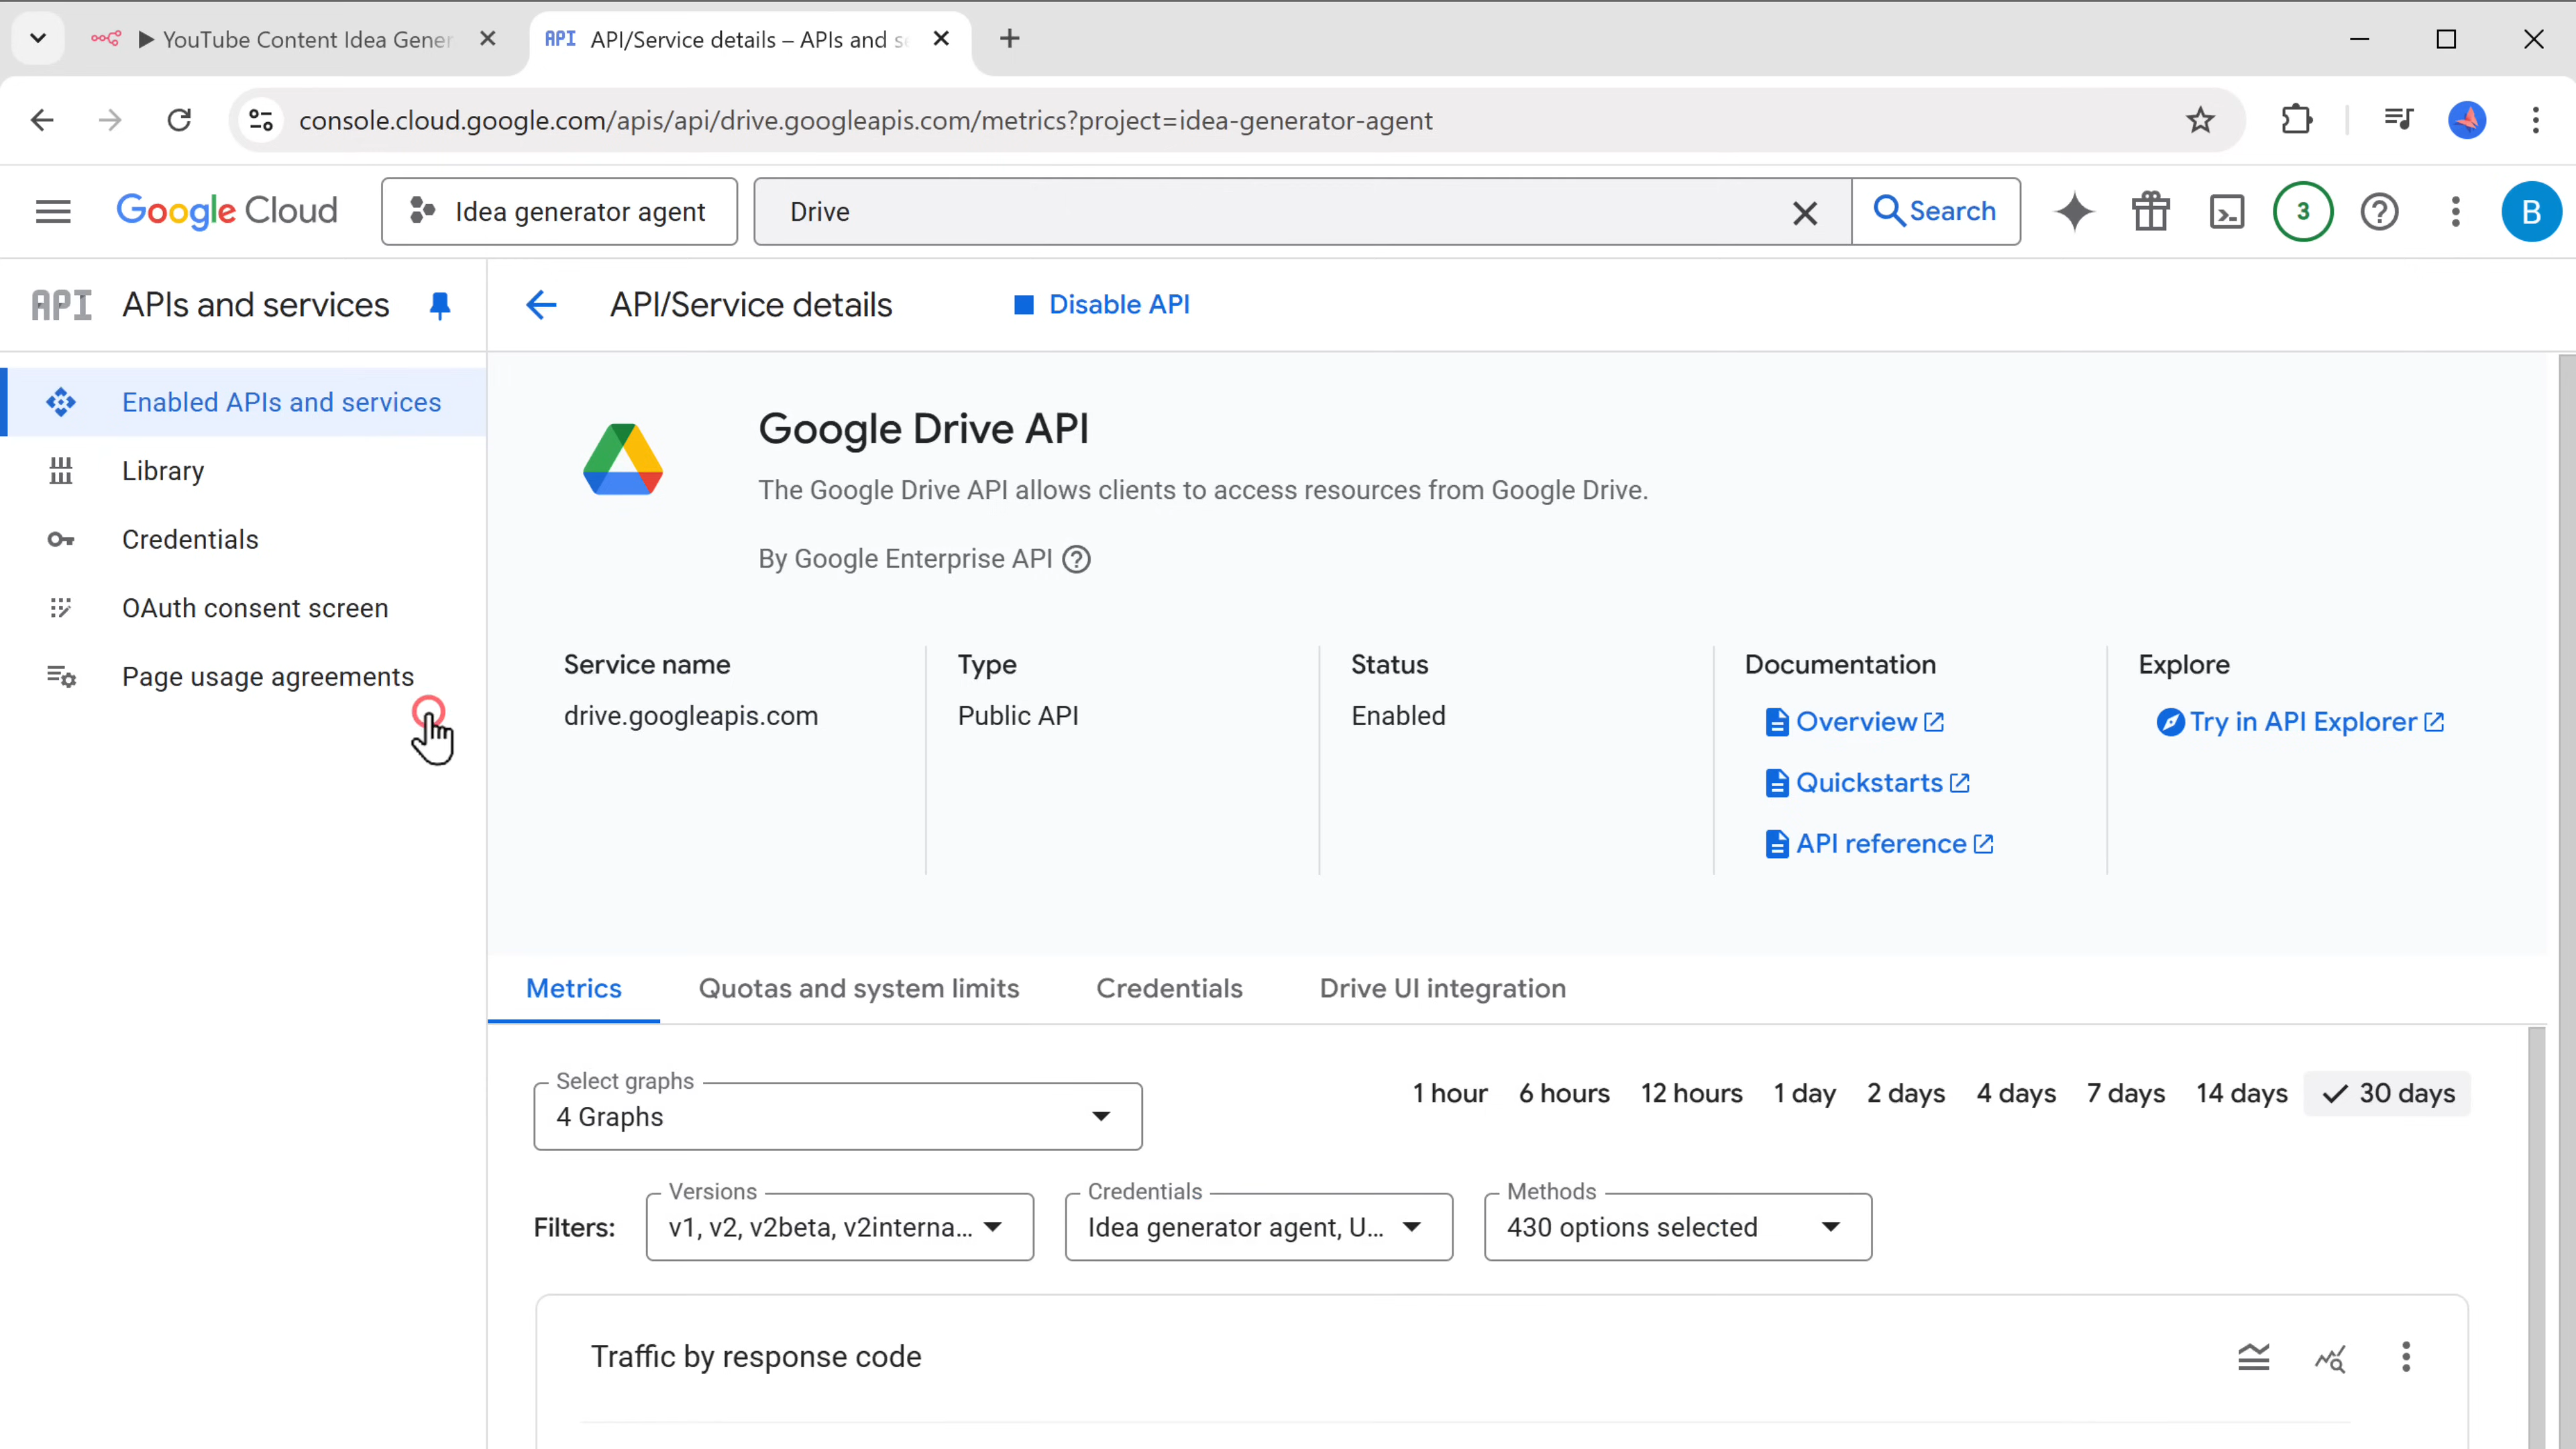 ▶ YouTube Content Idea Gener
API API/Service details – APIs and s
console.cloud.google.com/apis/api/drive.googleapis.com/metrics?project=idea-generator-agent
Google Cloud
Idea generator agent
Drive
Search
3
B
API APIs and services
API/Service details
Disable API
Enabled APIs and services
Library
Credentials
OAuth consent screen
Page usage agreements
Google Drive API
The Google Drive API allows clients to access resources from Google Drive.
By Google Enterprise API
Service name
drive.googleapis.com
Type
Public API
Status
Enabled
Documentation
Overview
Quickstarts
API reference
Explore
Try in API Explorer
Metrics
Quotas and system limits
Credentials
Drive UI integration
Select graphs
4 Graphs
1 hour 6 hours 12 hours 1 day 2 days 4 days 7 days 14 days 30 days
Filters:
Versions
v1, v2, v2beta, v2interna...
Credentials
Idea generator agent, U...
Methods
430 options selected
Traffic by response code